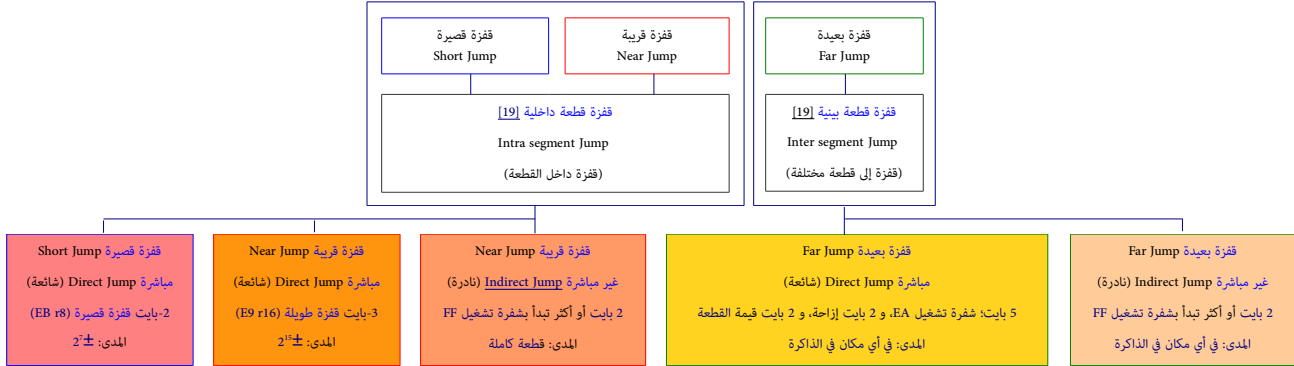 قفزة قصيرة
Short Jump
قفزة قريبة
Near Jump
قفزة بعيدة
Far Jump
قفزة قطعة داخلية [19]
Intra segment Jump
(قفزة داخل القطعة)
قفزة قطعة بينية [19]
Inter segment Jump
(قفزة إلى قطعة مختلفة)
قفزة قصيرة Short Jump
مباشرة Direct Jump (شائعة)
2-بايت قفزة قصيرة (EB r8)
المدى: ±2⁷
قفزة قريبة Near Jump
مباشرة Direct Jump (شائعة)
3-بايت قفزة طويلة (E9 r16)
المدى: ±2¹⁵
قفزة قريبة Near Jump
غير مباشرة Indirect Jump (نادرة)
2 بايت أو أكثر تبدأ بشفرة تشغيل FF
المدى: قطعة كاملة
قفزة بعيدة Far Jump
مباشرة Direct Jump (شائعة)
5 بايت؛ شفرة تشغيل EA، و 2 بايت إزاحة، و 2 بايت قيمة القطعة
المدى: في أي مكان في الذاكرة
قفزة بعيدة Far Jump
غير مباشرة Indirect Jump (نادرة)
2 بايت أو أكثر تبدأ بشفرة تشغيل FF
المدى: في أي مكان في الذاكرة